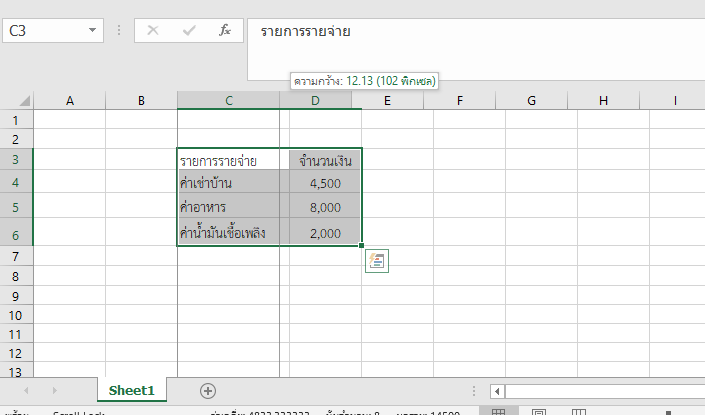 C3 fx รายการรายจ่าย
ความกว้าง: 12.13 (102 พิกเซล)
A B C D E F G H I
1
2
3 รายการรายจ่าย จำนวนเงิน
4 ค่าเช่าบ้าน 4,500
5 ค่าอาหาร 8,000
6 ค่าน้ำมันเชื้อเพลิง 2,000
7
8
9
10
11
12
13
Sheet1